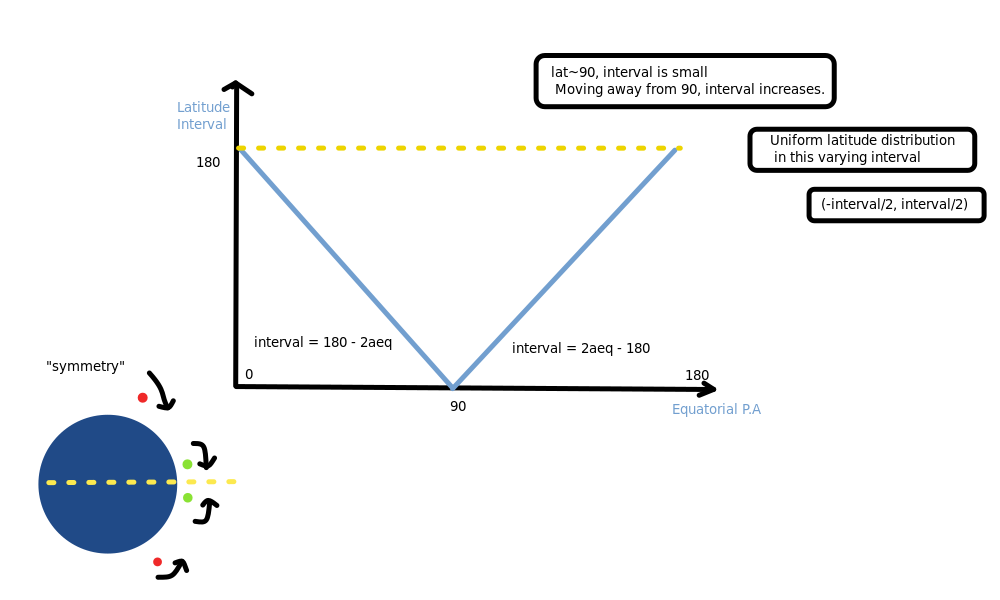 lat~90, interval is small
Moving away from 90, interval increases.
Latitude
Interval
180
Uniform latitude distribution
in this varying interval
(-interval/2, interval/2)
interval = 180 - 2aeq
interval = 2aeq - 180
"symmetry"
0
180
90
Equatorial P.A